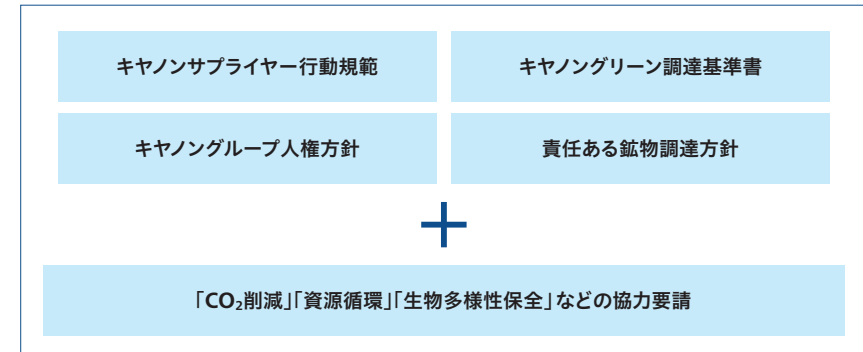 キヤノンサプライヤー行動規範
キヤノングリーン調達基準書
キヤノングループ人権方針
責任ある鉱物調達方針
+
「CO₂削減」「資源循環」「生物多様性保全」などの協力要請